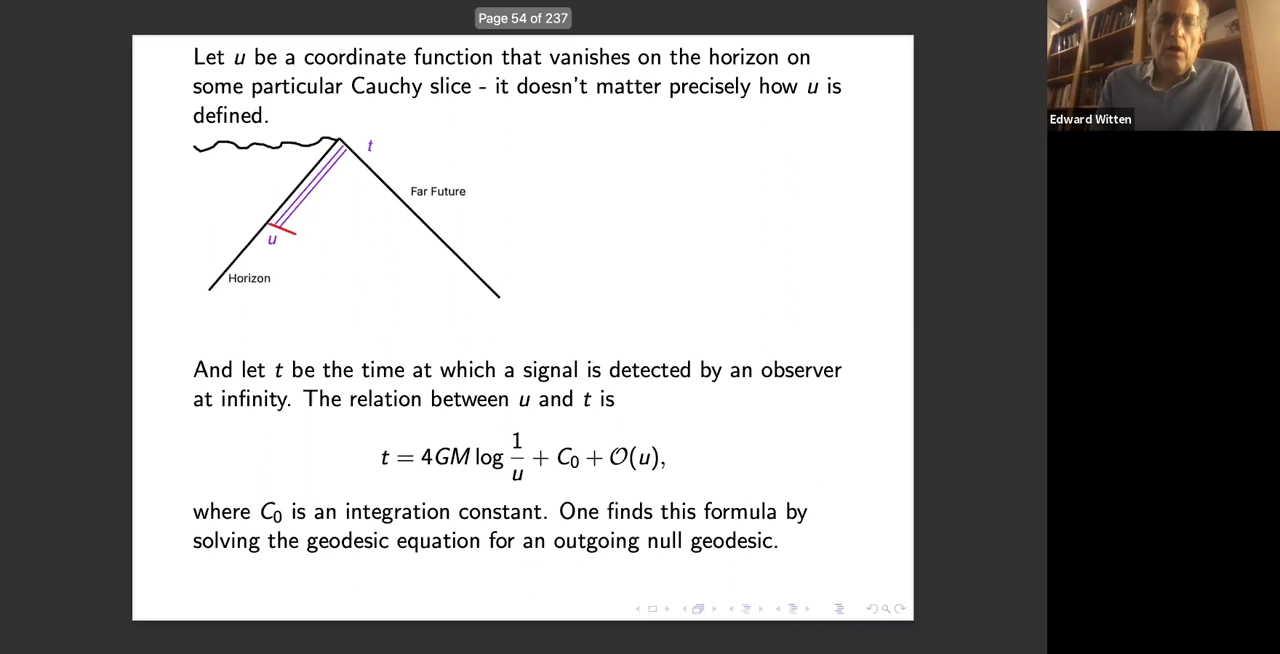 Page 54 of 237
Let u be a coordinate function that vanishes on the horizon on
some particular Cauchy slice - it doesn't matter precisely how u is
defined.
t
Far Future
u
Horizon
And let t be the time at which a signal is detected by an observer
at infinity. The relation between u and t is
t = 4GM log 1/u + C₀ + 𝒪(u),
where C₀ is an integration constant. One finds this formula by
solving the geodesic equation for an outgoing null geodesic.
Edward Witten